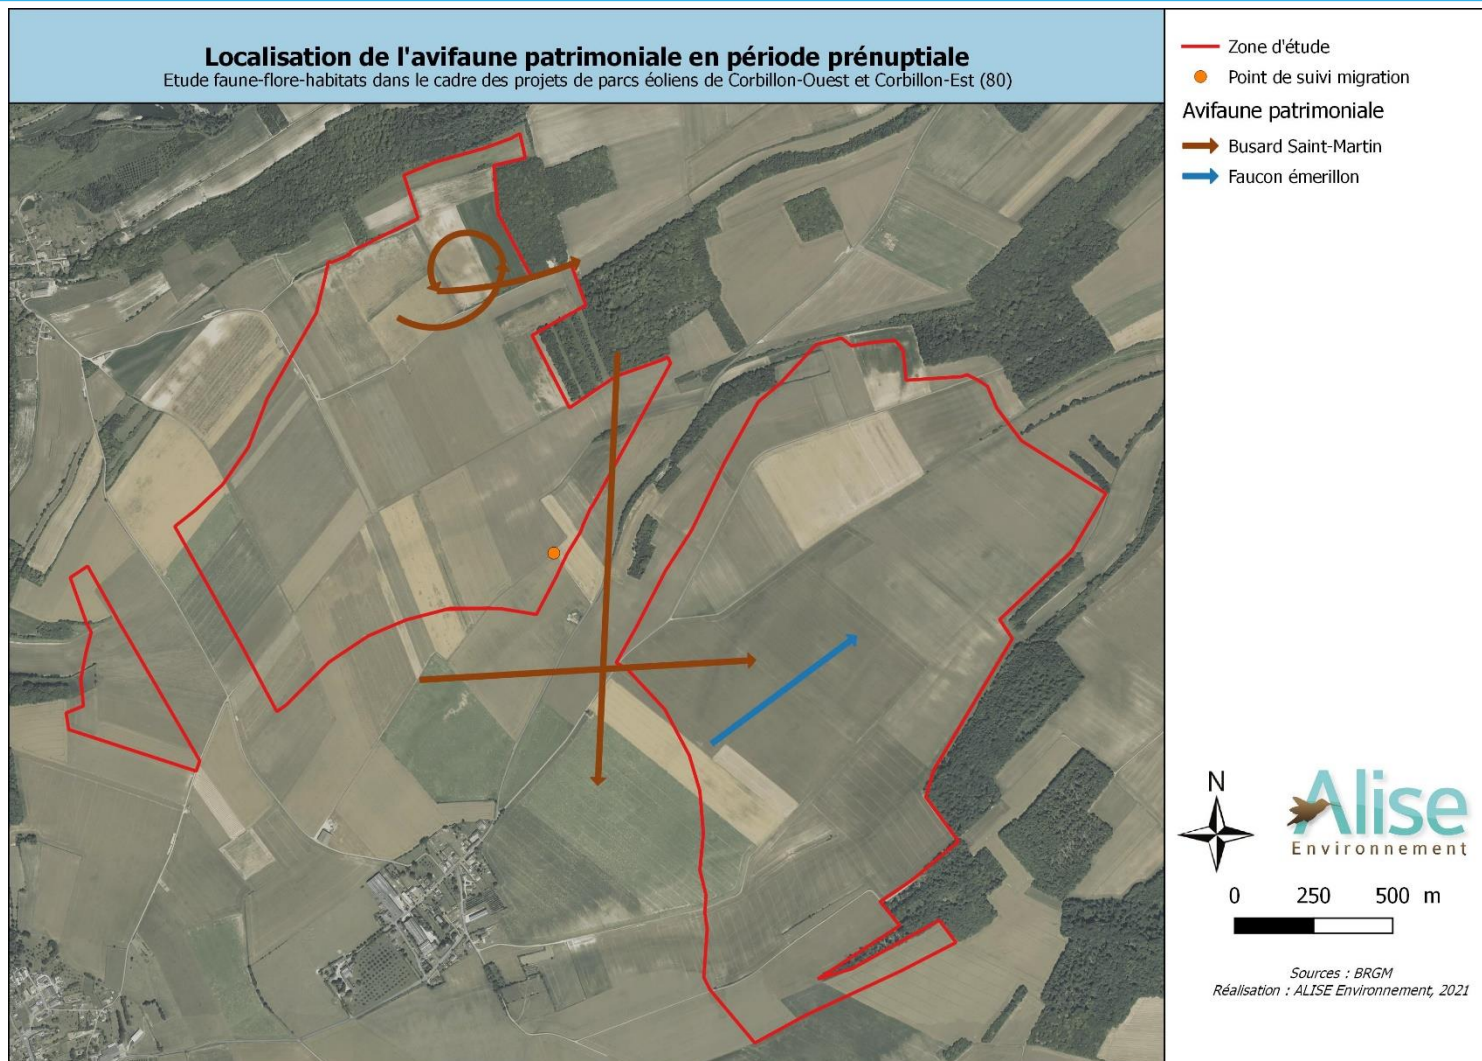 Localisation de l'avifaune patrimoniale en période prénuptiale
Etude faune-flore-habitats dans le cadre des projets de parcs éoliens de Corbillon-Ouest et Corbillon-Est (80)
Zone d'étude
Point de suivi migration
Avifaune patrimoniale
Busard Saint-Martin
Faucon émerillon
N
Alise
Environnement
0 250 500 m
Sources : BRGM
Réalisation : ALISE Environnement, 2021